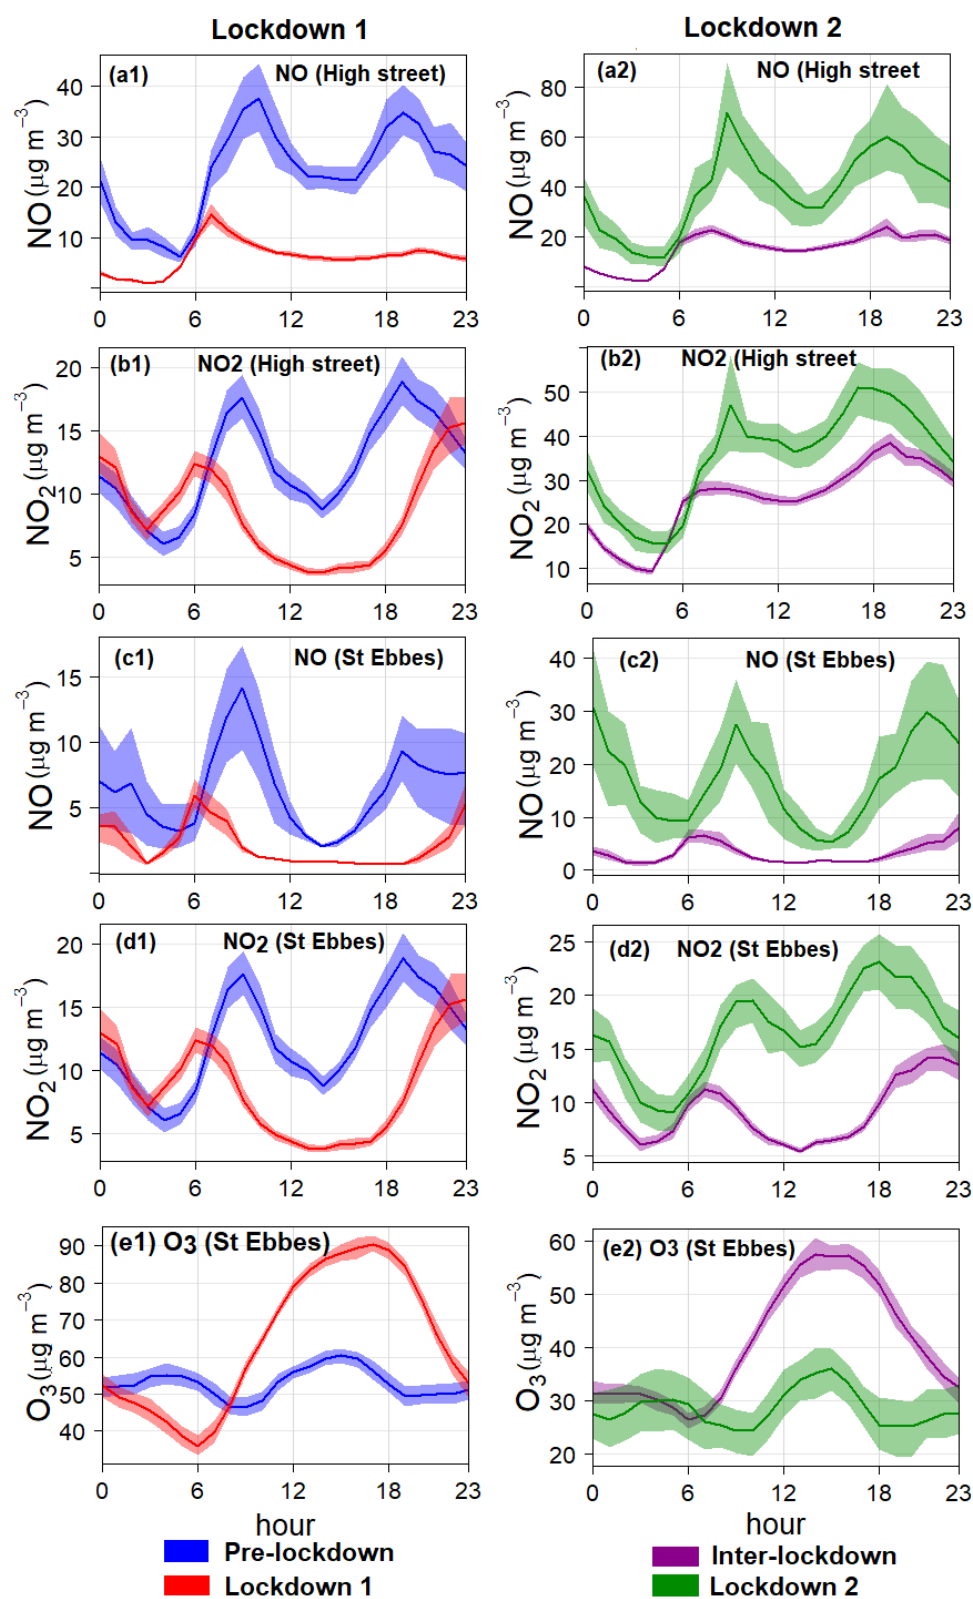 Lockdown 1
Lockdown 2
(a1) NO (High street)
NO (μg m−3)
40
30
20
10
0 6 12 18 23
(a2) NO (High street
NO (μg m−3)
80
60
40
20
0 6 12 18 23
(b1) NO2 (High street)
NO2 (μg m−3)
20
15
10
5
0 6 12 18 23
(b2) NO2 (High street
NO2 (μg m−3)
50
40
30
20
10
0 6 12 18 23
(c1) NO (St Ebbes)
NO (μg m−3)
15
10
5
0 6 12 18 23
(c2) NO (St Ebbes)
NO (μg m−3)
40
30
20
10
0
0 6 12 18 23
(d1) NO2 (St Ebbes)
NO2 (μg m−3)
20
15
10
5
0 6 12 18 23
(d2) NO2 (St Ebbes)
NO2 (μg m−3)
25
20
15
10
5
0 6 12 18 23
(e1) O3 (St Ebbes)
O3 (μg m−3)
90
80
70
60
50
40
0 6 12 18 23
hour
(e2) O3 (St Ebbes)
O3 (μg m−3)
60
50
40
30
20
0 6 12 18 23
hour
Pre-lockdown
Lockdown 1
Inter-lockdown
Lockdown 2